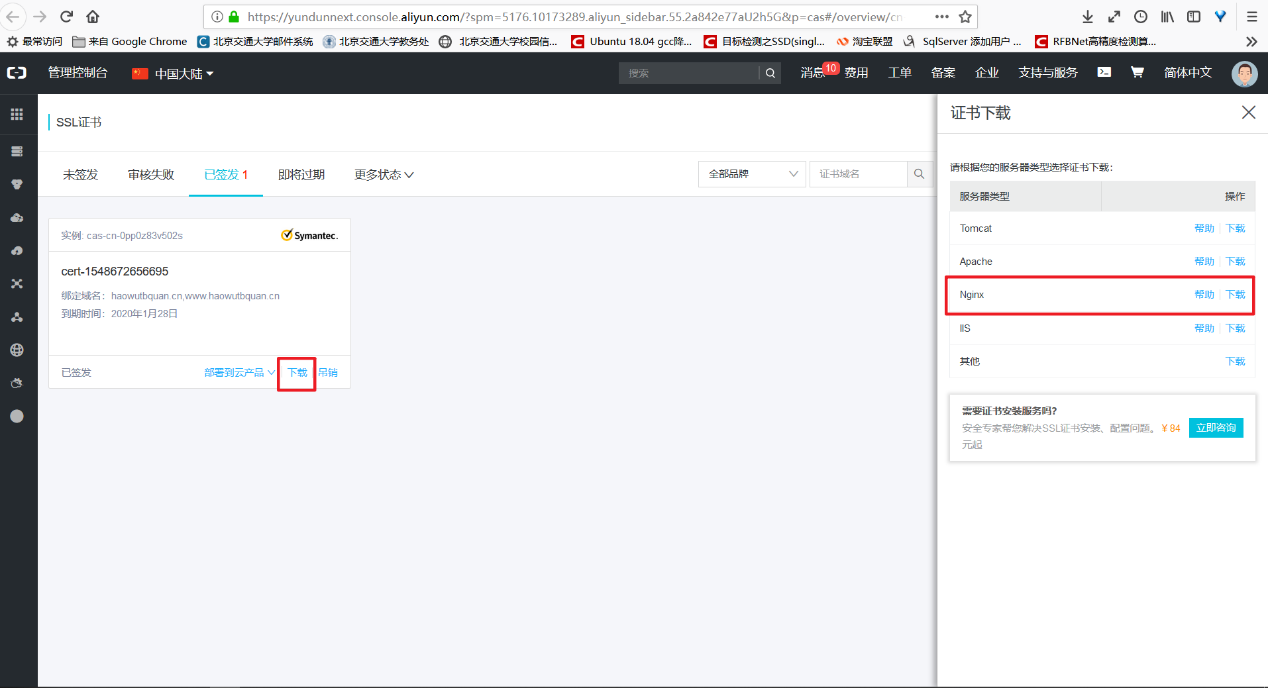 https://yundunnext.console.aliyun.com/?spm=5176.10173289.aliyun_sidebar.55.2a842e77aU2h5G&p=cas#/overview/cn
最常访问 来自 Google Chrome 北京交通大学邮件系统 北京交通大学教务处 北京交通大学校园信... Ubuntu 18.04 gcc降... 目标检测之SSD(singl... 淘宝联盟 SqlServer 添加用户 ... RFBNet高精度检测算...
管理控制台 中国大陆 搜索 消息 10 费用 工单 备案 企业 支持与服务 简体中文
SSL证书
未签发 审核失败 已签发 1 即将过期 更多状态 全部品牌 证书域名
实例: cas-cn-0pp0z83v502s Symantec.
cert-1548672656695
绑定域名: haowutbquan.cn,www.haowutbquan.cn
到期时间: 2020年1月28日
已签发 部署到云产品 下载 吊销
证书下载
请根据您的服务器类型选择证书下载:
服务器类型 操作
Tomcat 帮助 下载
Apache 帮助 下载
Nginx 帮助 下载
IIS 帮助 下载
其他 下载
需要证书安装服务吗?
安全专家帮您解决SSL证书安装、配置问题。¥84 立即咨询
元起